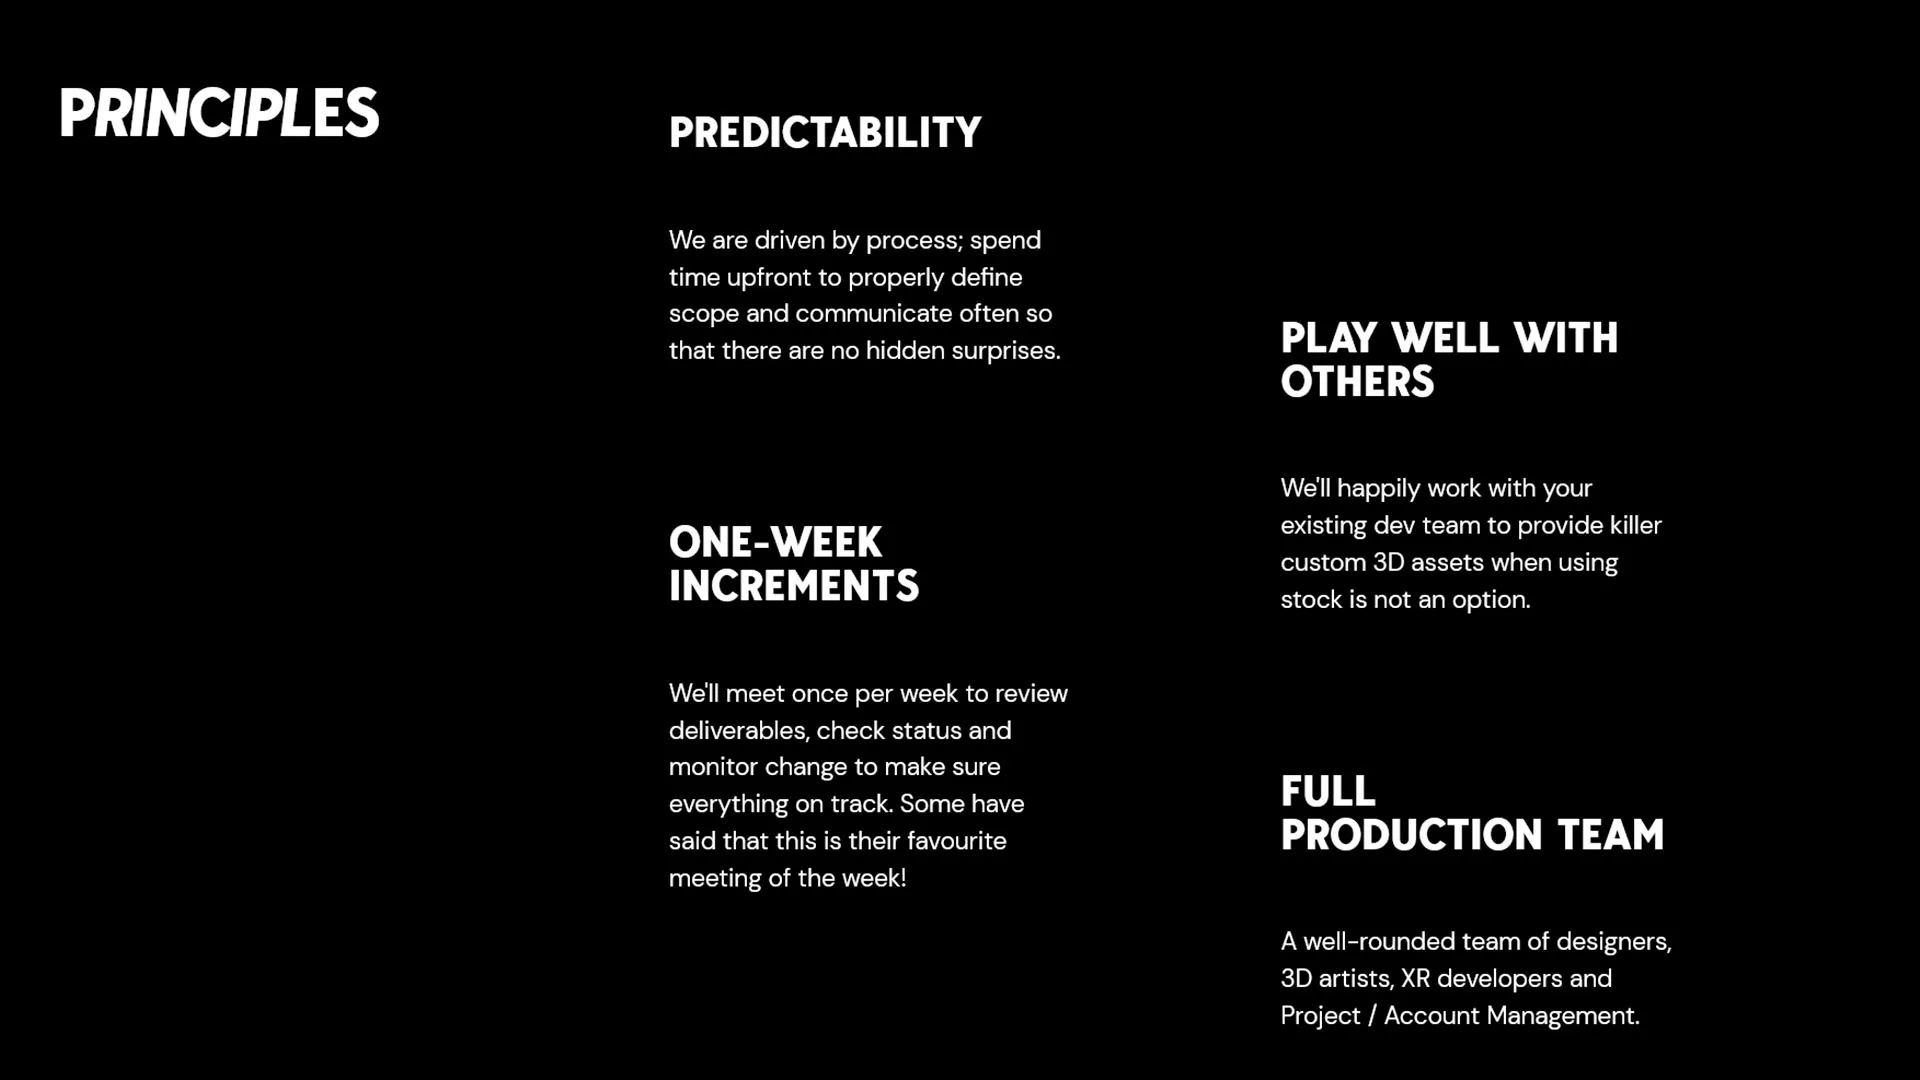 PRINCIPLES
PREDICTABILITY
We are driven by process; spend
time upfront to properly define
scope and communicate often so
that there are no hidden surprises.
ONE-WEEK
INCREMENTS
We'll meet once per week to review
deliverables, check status and
monitor change to make sure
everything on track. Some have
said that this is their favourite
meeting of the week!
PLAY WELL WITH
OTHERS
We'll happily work with your
existing dev team to provide killer
custom 3D assets when using
stock is not an option.
FULL
PRODUCTION TEAM
A well-rounded team of designers,
3D artists, XR developers and
Project / Account Management.